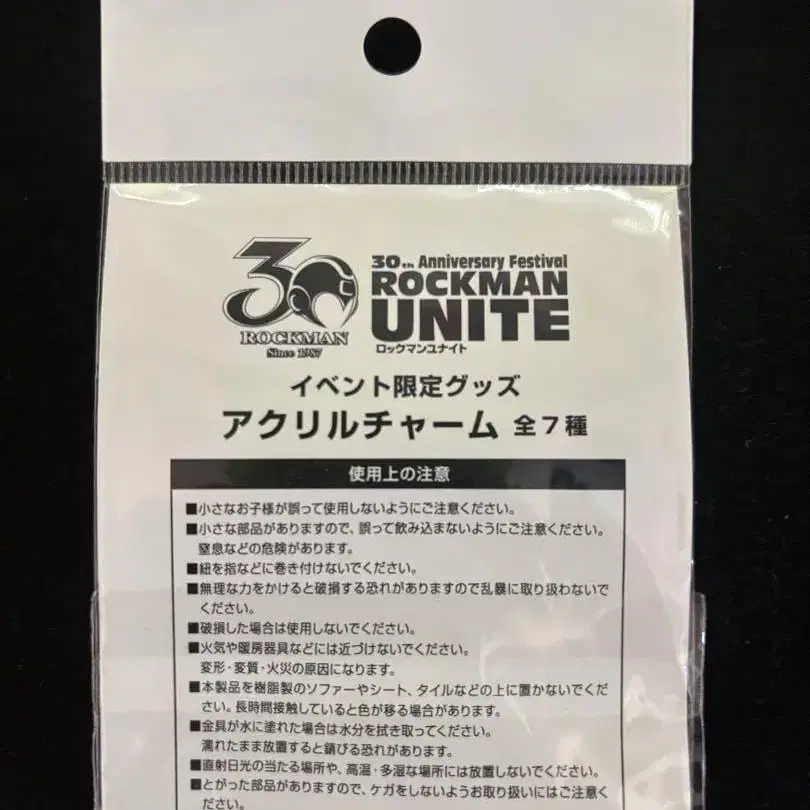 30
ROCKMAN
Since 1987
30th Anniversary Festival
ROCKMAN
UNITE
ロックマンユナイト
イベント限定グッズ
アクリルチャーム 全7種
使用上の注意
■小さなお子様が誤って使用しないようにご注意ください。
■小さな部品がありますので、誤って飲み込まないようにご注意ください。
窒息などの危険があります。
■紐を指などに巻き付けないでください。
■無理な力をかけると破損する恐れがありますので乱暴に取り扱わないで
ください。
■破損した場合は使用しないでください。
■火気や暖房器具などには近づけないでください。
変形・変質・火災の原因になります。
■本製品を樹脂製のソファーやシート、タイルなどの上に置かないでくだ
さい。長時間接触していると色が移る場合があります。
■金具が水に塗れた場合は水分を拭き取ってください。
濡れたまま放置すると錆びる恐れがあります。
■直射日光の当たる場所や、高温・多湿な場所には放置しないでください。
■とがった部品がありますので、ケガをしないようお取り扱いにはご注意く
ださい。